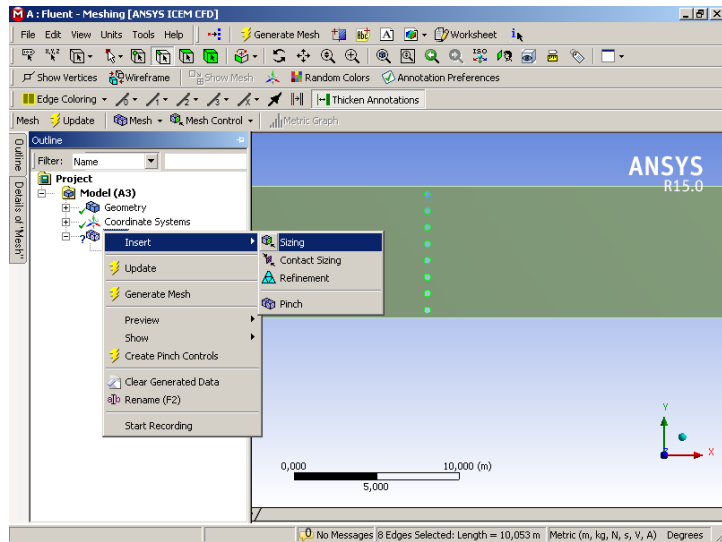 A : Fluent - Meshing [ANSYS ICEM CFD]
File Edit View Units Tools Help Generate Mesh Worksheet
Show Vertices Wireframe Show Mesh Random Colors Annotation Preferences
Edge Coloring Thicken Annotations
Mesh Update Mesh Mesh Control Metric Graph
Outline
Outline
Details of "Mesh"
Filter: Name
Project
Model (A3)
Geometry
Coordinate Systems
Insert
Update
Generate Mesh
Preview
Show
Create Pinch Controls
Clear Generated Data
Rename (F2)
Start Recording
Sizing
Contact Sizing
Refinement
Pinch
ANSYS
R15.0
Y
X
0,000 10,000 (m)
5,000
No Messages 8 Edges Selected: Length = 10,053 m Metric (m, kg, N, s, V, A) Degrees